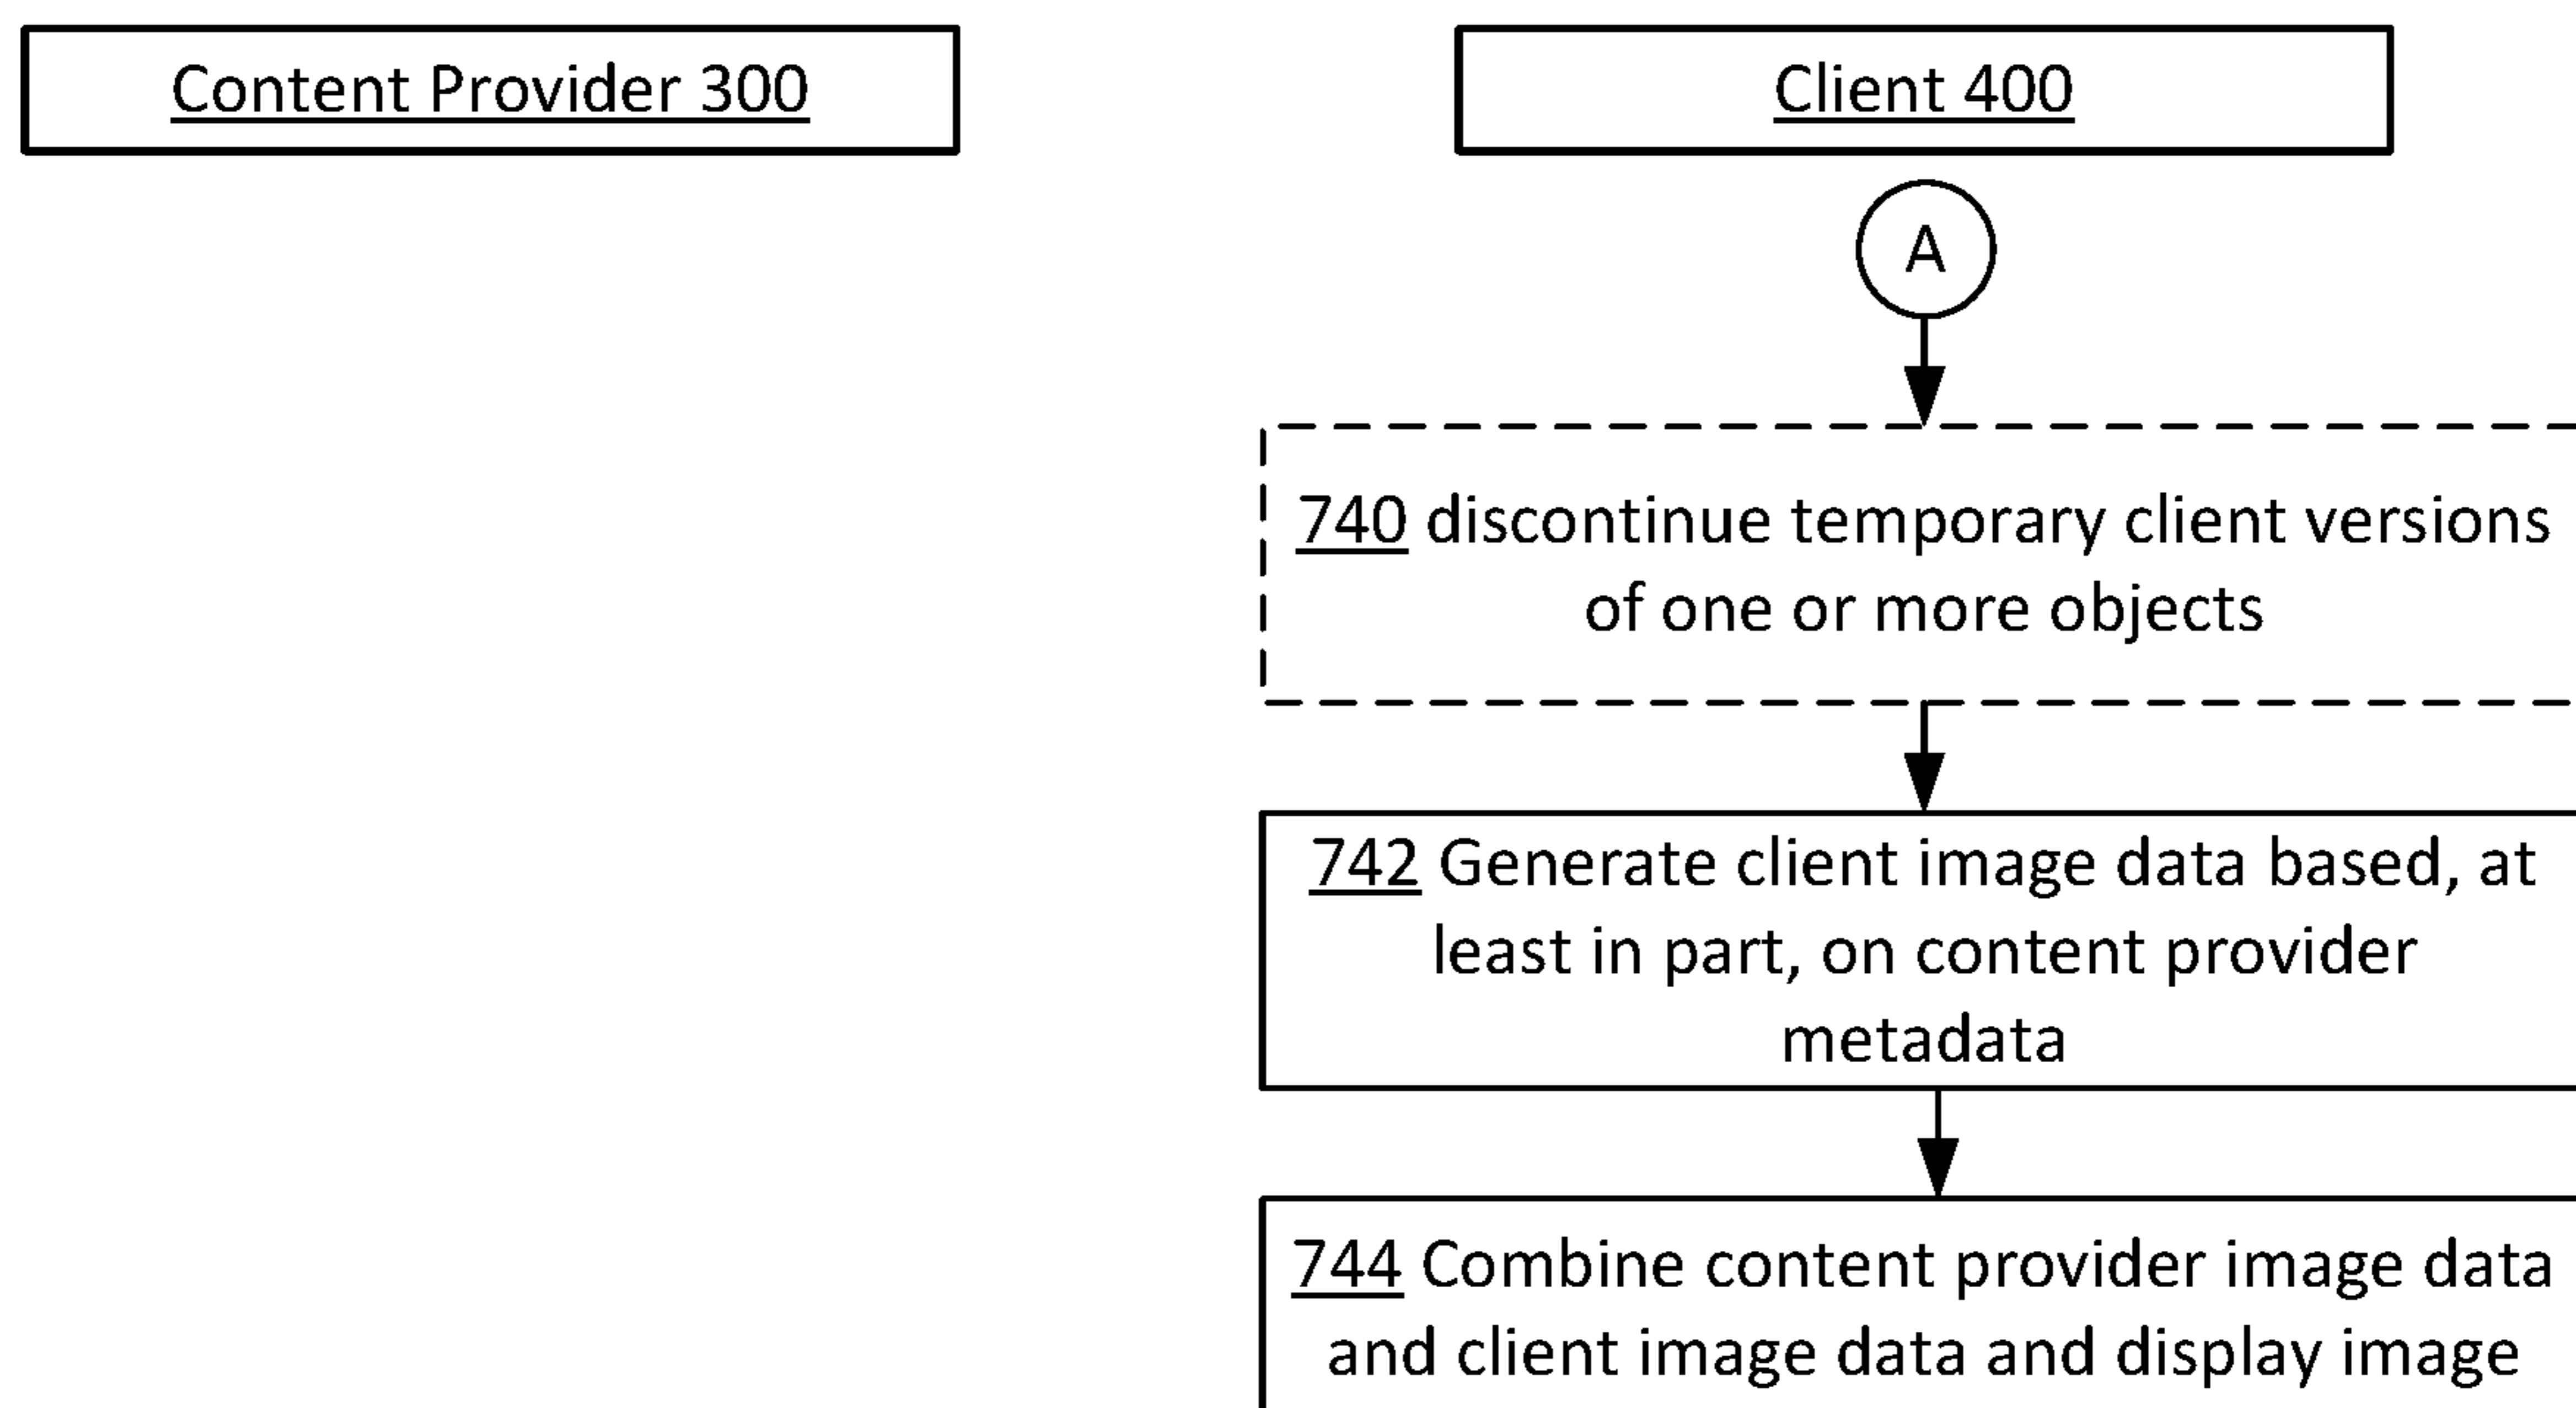 Content Provider 300
Client 400
A
740 discontinue temporary client versions
of one or more objects
742 Generate client image data based, at
least in part, on content provider
metadata
744 Combine content provider image data
and client image data and display image